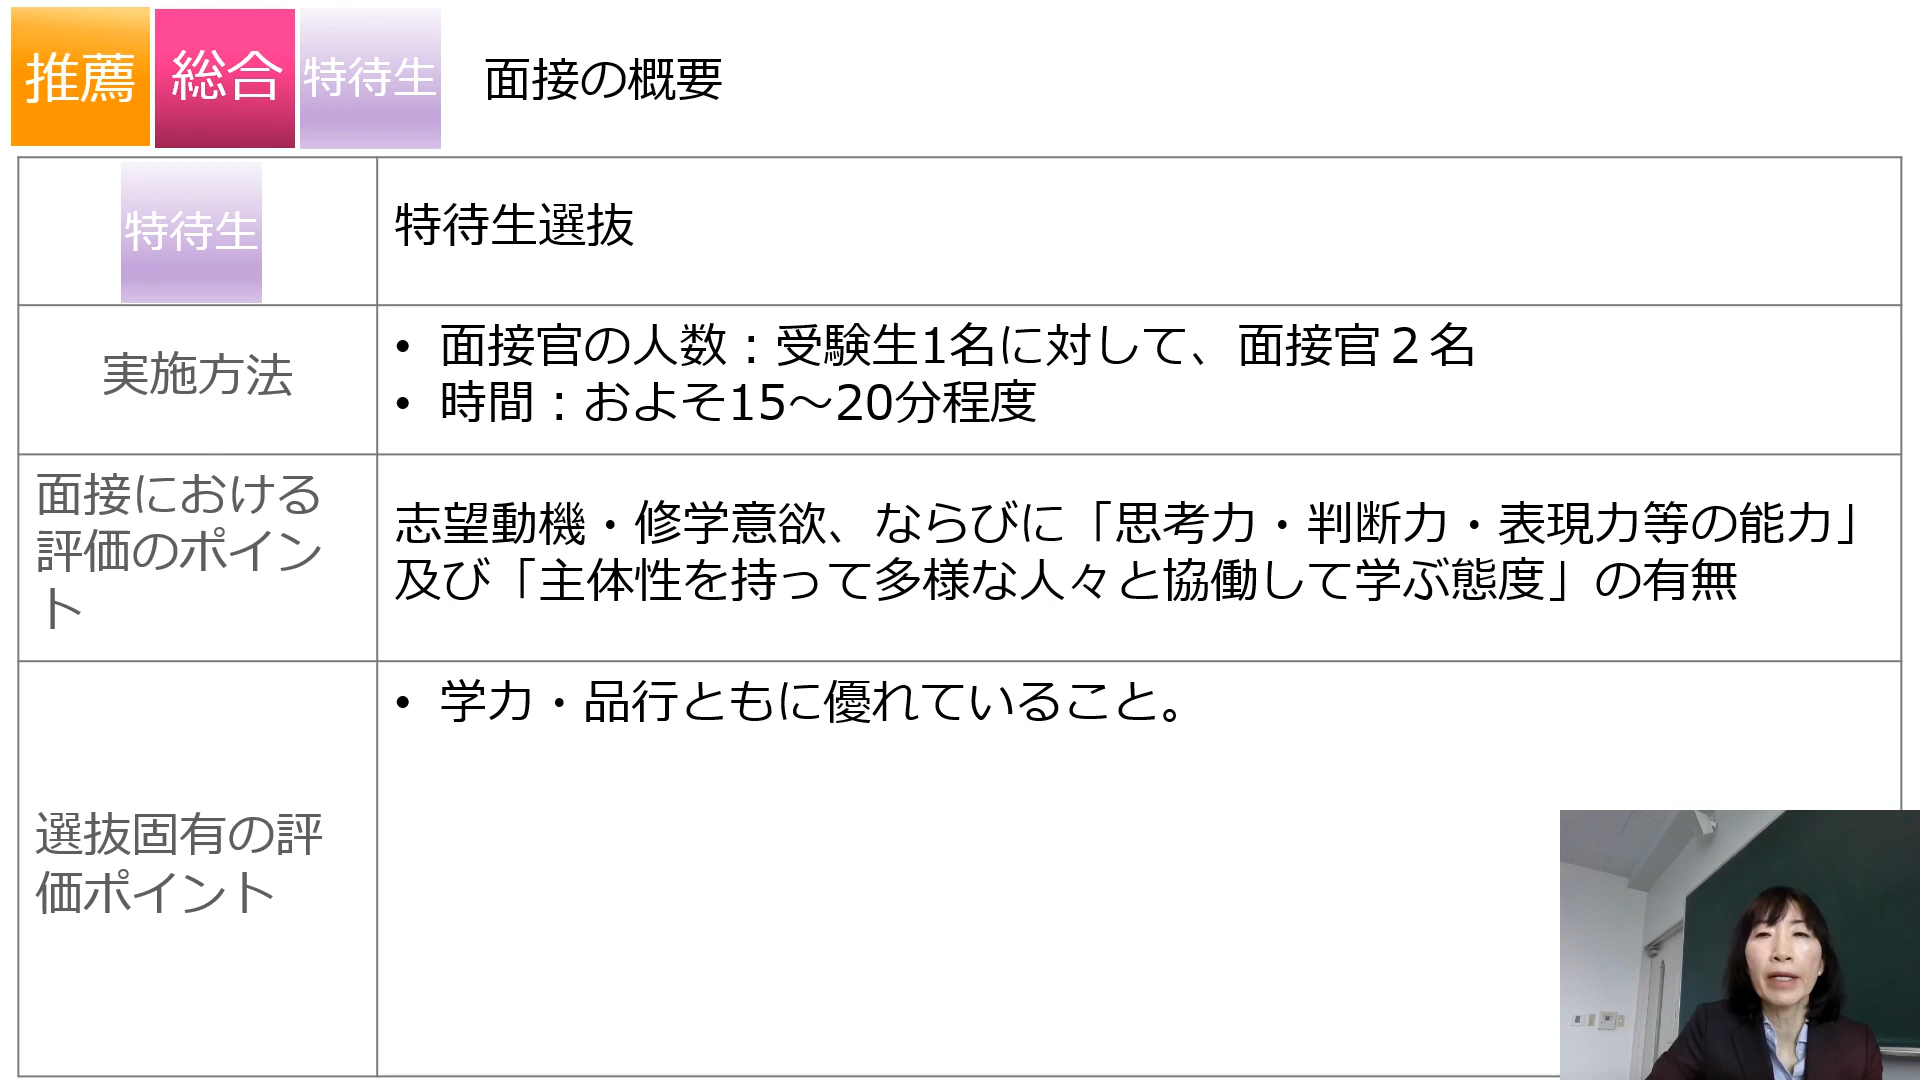 推薦 総合 特待生 面接の概要
特待生 特待生選抜
実施方法
• 面接官の人数：受験生1名に対して、面接官２名
• 時間：およそ15～20分程度
面接における
評価のポイン
ト
志望動機・修学意欲、ならびに「思考力・判断力・表現力等の能力」
及び「主体性を持って多様な人々と協働して学ぶ態度」の有無
選抜固有の評
価ポイント
• 学力・品行ともに優れていること。